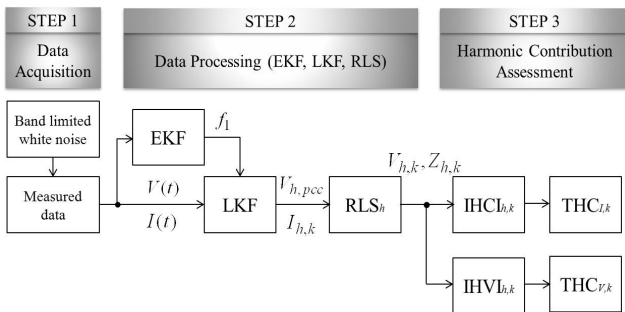 STEP 1
Data
Acquisition
STEP 2
Data Processing (EKF, LKF, RLS)
STEP 3
Harmonic Contribution
Assessment
Band limited
white noise
Measured
data
EKF
f1
V(t)
I(t)
LKF
Vh,pcc
Ih,k
RLSh
Vh,k, Zh,k
IHCIh,k
THCI,k
IHVIh,k
THCV,k